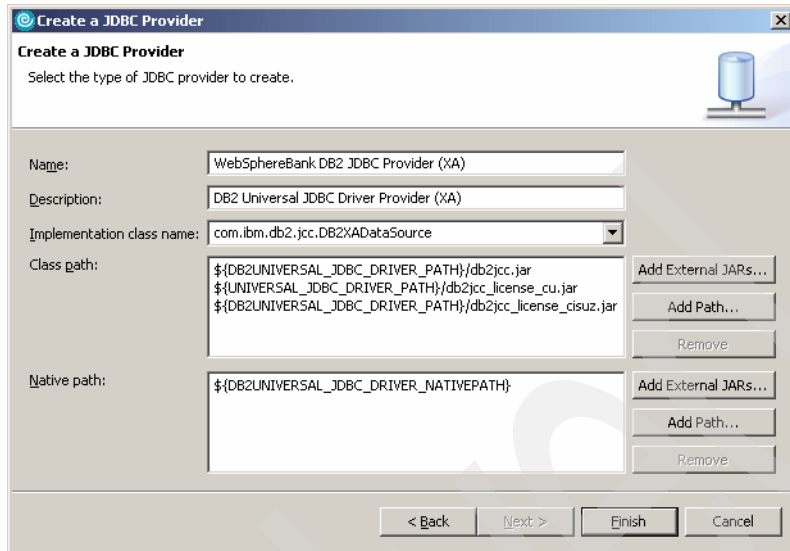 Create a JDBC Provider
Create a JDBC Provider
Select the type of JDBC provider to create.
Name: WebSphereBank DB2 JDBC Provider (XA)
Description: DB2 Universal JDBC Driver Provider (XA)
Implementation class name: com.ibm.db2.jcc.DB2XADataSource
Class path:
${DB2UNIVERSAL_JDBC_DRIVER_PATH}/db2jcc.jar
${UNIVERSAL_JDBC_DRIVER_PATH}/db2jcc_license_cu.jar
${DB2UNIVERSAL_JDBC_DRIVER_PATH}/db2jcc_license_cisuz.jar
Add External JARs...
Add Path...
Remove
Native path:
${DB2UNIVERSAL_JDBC_DRIVER_NATIVEPATH}
Add External JARs...
Add Path...
Remove
< Back Next > Finish Cancel